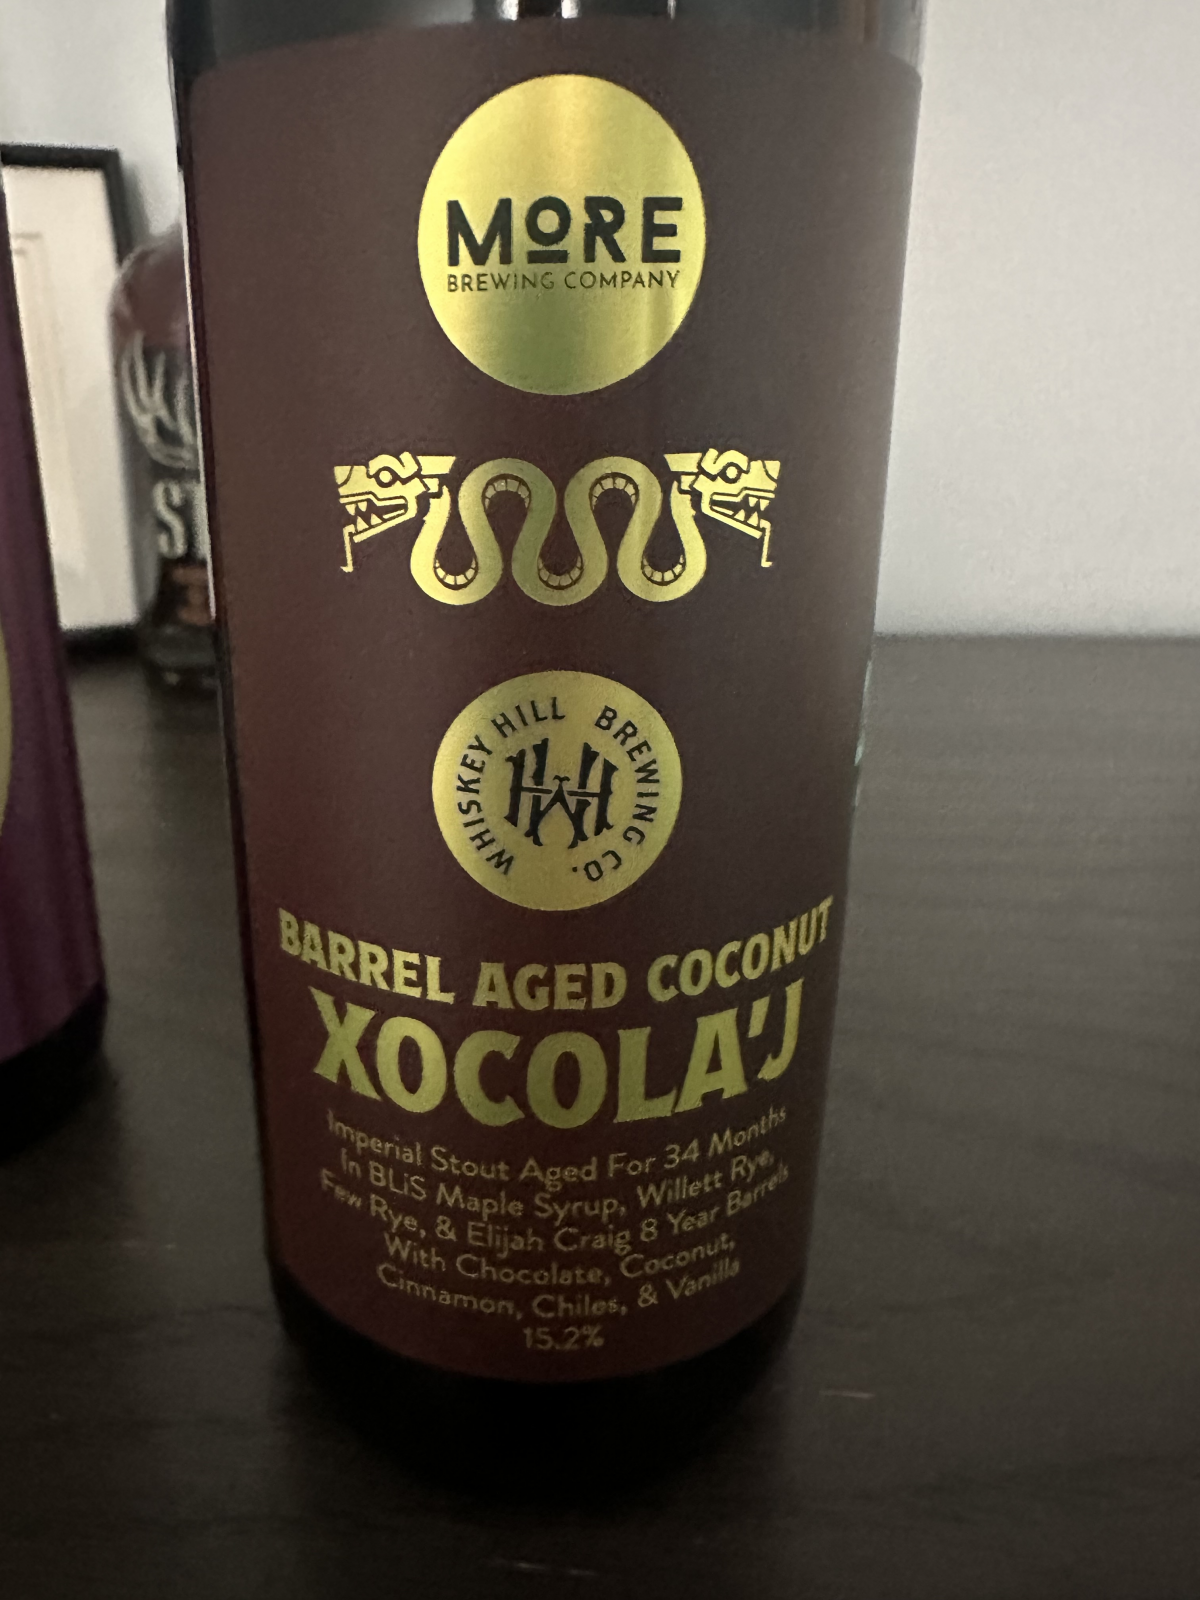 MORE
BREWING COMPANY
WHISKEY HILL BREWING CO.
WH
BARREL AGED COCONUT
XOCOLA'J
Imperial Stout Aged For 34 Months
In BLiS Maple Syrup, Willett Rye,
Few Rye, & Elijah Craig 8 Year Barrels
With Chocolate, Coconut,
Cinnamon, Chiles, & Vanilla
15.2%